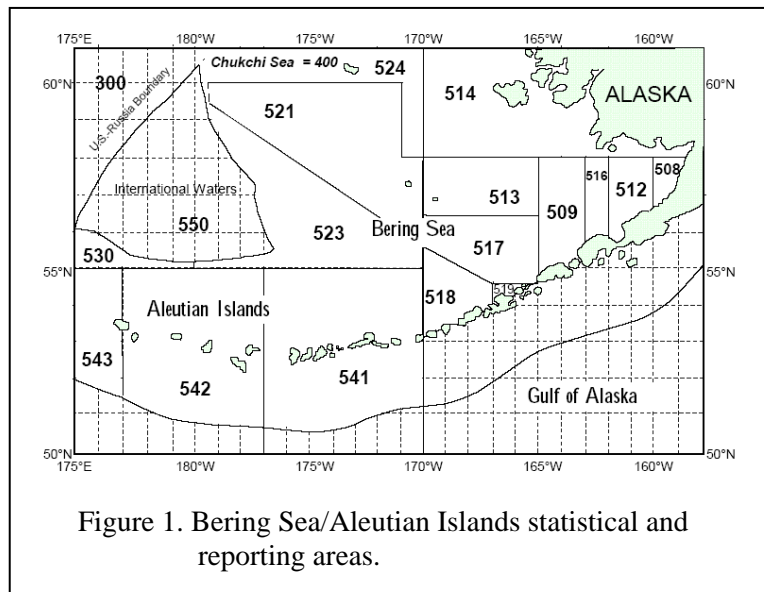 175°E 180°W 175°W 170°W 165°W 160°W
60°N
Chukchi Sea = 400
524
300
U.S.-Russia Boundary
521
514
ALASKA
60°N
International Waters
550
513
509
516
512
508
523
Bering Sea
517
530
55°N
518
519
55°N
Aleutian Islands
543
542
541
Gulf of Alaska
50°N
50°N
175°E 180°W 175°W 170°W 165°W 160°W
Figure 1. Bering Sea/Aleutian Islands statistical and
reporting areas.